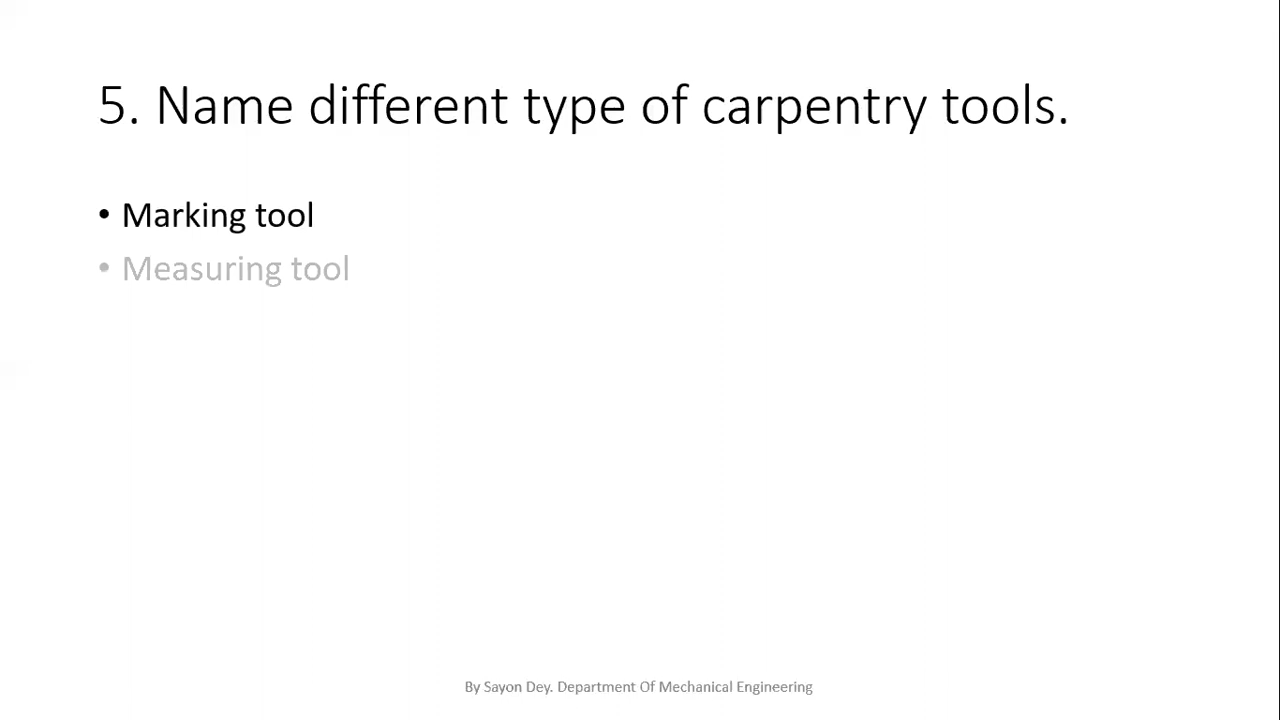 5. Name different type of carpentry tools.
• Marking tool
• Measuring tool
By Sayon Dey. Department Of Mechanical Engineering